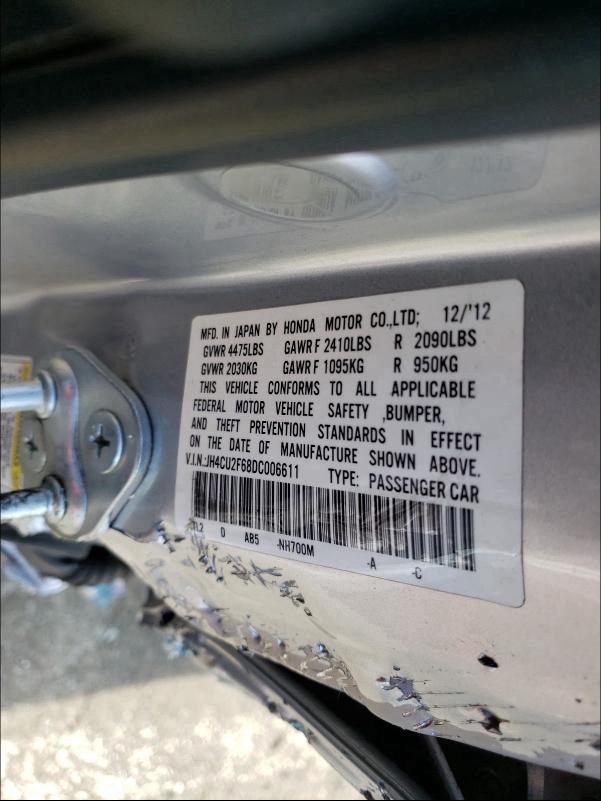 MFD. IN JAPAN BY HONDA MOTOR CO.,LTD; 12/'12
GVWR 4475LBS GAWR F 2410LBS R 2090LBS
GVWR 2030KG GAWR F 1095KG R 950KG
THIS VEHICLE CONFORMS TO ALL APPLICABLE
FEDERAL MOTOR VEHICLE SAFETY ,BUMPER,
AND THEFT PREVENTION STANDARDS IN EFFECT
ON THE DATE OF MANUFACTURE SHOWN ABOVE.
V.I.N.:JH4CU2F68DC006611 TYPE: PASSENGER CAR
D AB5 -NH700M -A -C